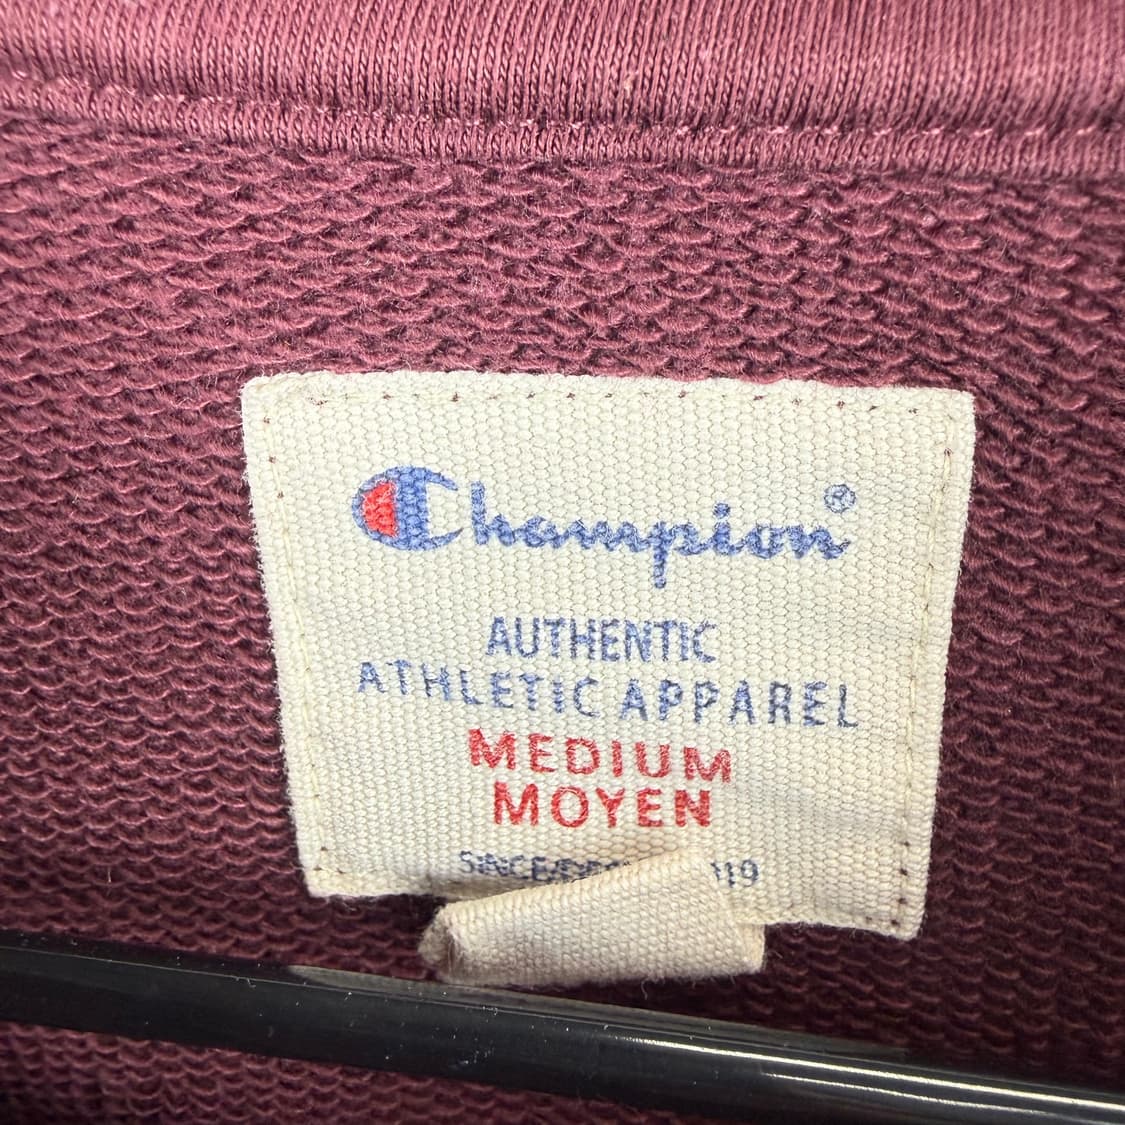 Champion®
AUTHENTIC
ATHLETIC APPAREL
MEDIUM
MOYEN